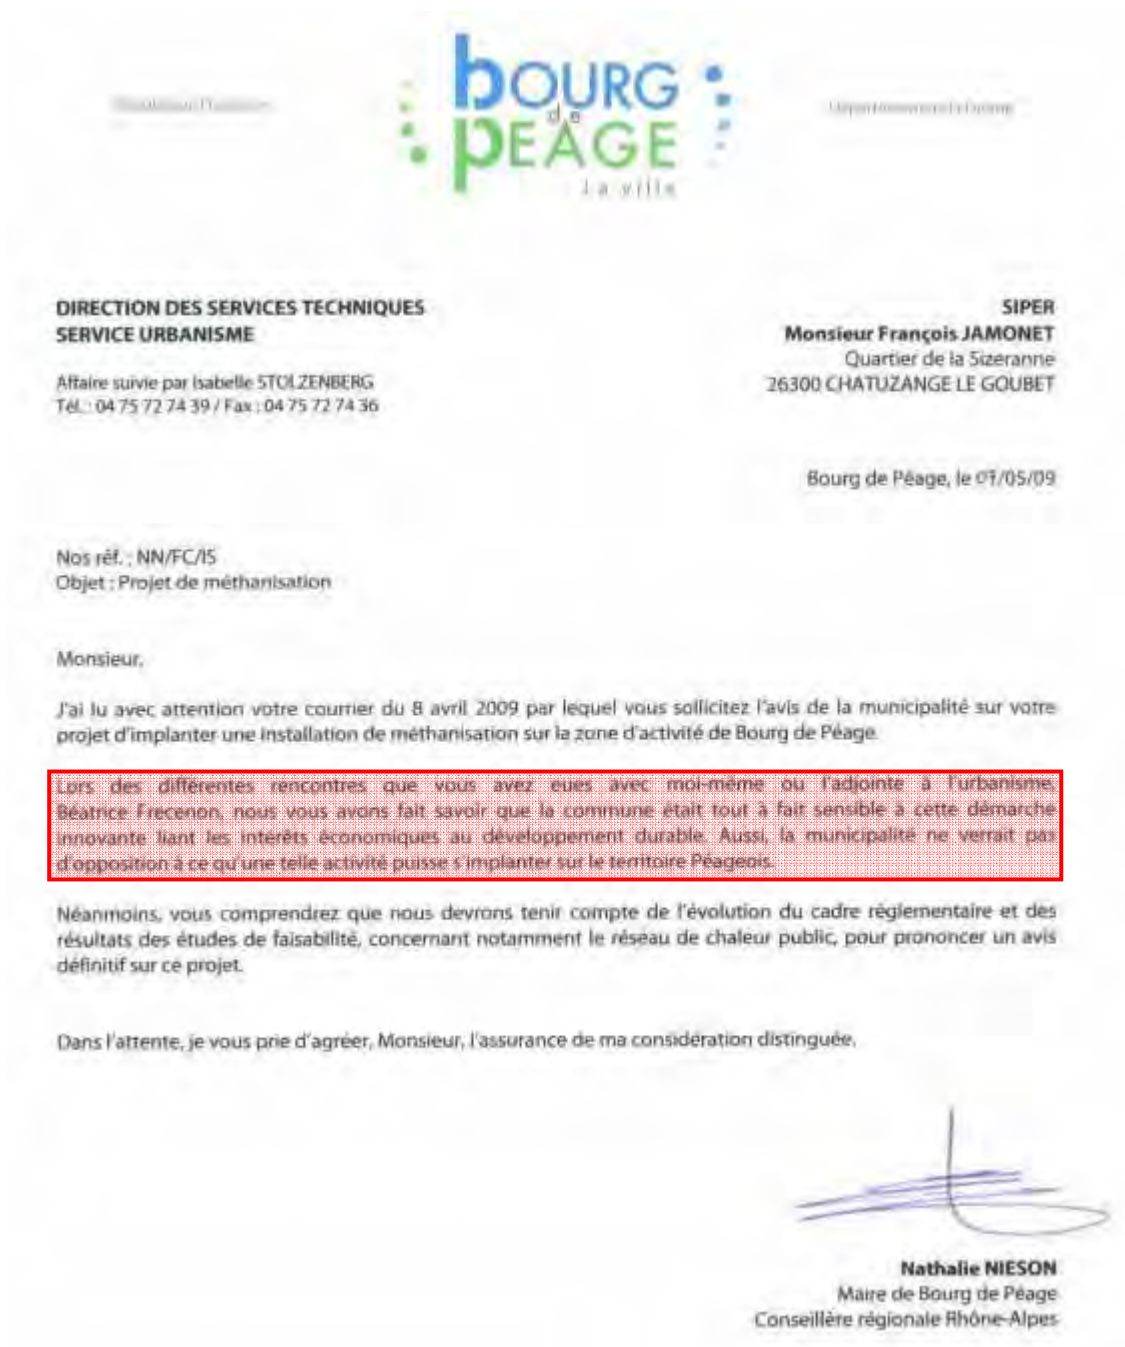 République Française
Département de la Drôme
bOURG
de
PEAGE
La ville
DIRECTION DES SERVICES TECHNIQUES
SERVICE URBANISME
Affaire suivie par Isabelle STOLZENBERG
Tél. : 04 75 72 74 39 / Fax : 04 75 72 74 36
SIPER
Monsieur François JAMONET
Quartier de la Sizeranne
26300 CHATUZANGE LE GOUBET
Bourg de Péage, le 07/05/09
Nos réf. : NN/FC/IS
Objet : Projet de méthanisation
Monsieur,
J'ai lu avec attention votre courrier du 8 avril 2009 par lequel vous sollicitez l'avis de la municipalité sur votre
projet d'implanter une installation de méthanisation sur la zone d'activité de Bourg de Péage.
Lors des différentes rencontres que vous avez eues avec moi-même ou l'adjointe à l'urbanisme,
Béatrice Frecenon, nous vous avons fait savoir que la commune était tout à fait sensible à cette démarche
innovante liant les intérêts économiques au développement durable. Aussi, la municipalité ne verrait pas
d'opposition à ce qu'une telle activité puisse s'implanter sur le territoire Péageois.
Néanmoins, vous comprendrez que nous devrons tenir compte de l'évolution du cadre réglementaire et des
résultats des études de faisabilité, concernant notamment le réseau de chaleur public, pour prononcer un avis
définitif sur ce projet.
Dans l'attente, je vous prie d'agréer, Monsieur, l'assurance de ma considération distinguée.
Nathalie NIESON
Maire de Bourg de Péage
Conseillère régionale Rhône-Alpes